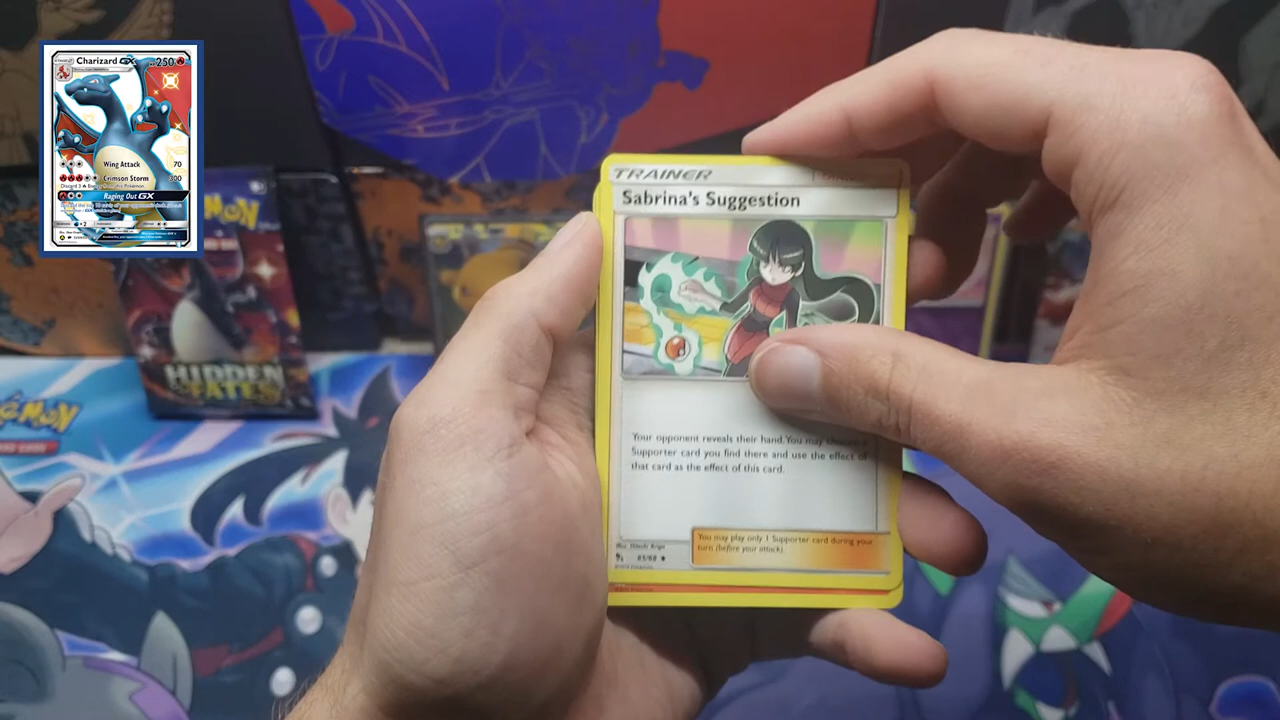 Charizard GX 250
Wing Attack 70
Crimson Storm 300
Raging Out GX
HIDDEN
FATES
TRAINER
Sabrina's Suggestion
Your opponent reveals their hand. You may choose a
Supporter card you find there and use the effect of
that card as the effect of this card.
You may play only 1 Supporter card during your
turn (before your attack).
65/68